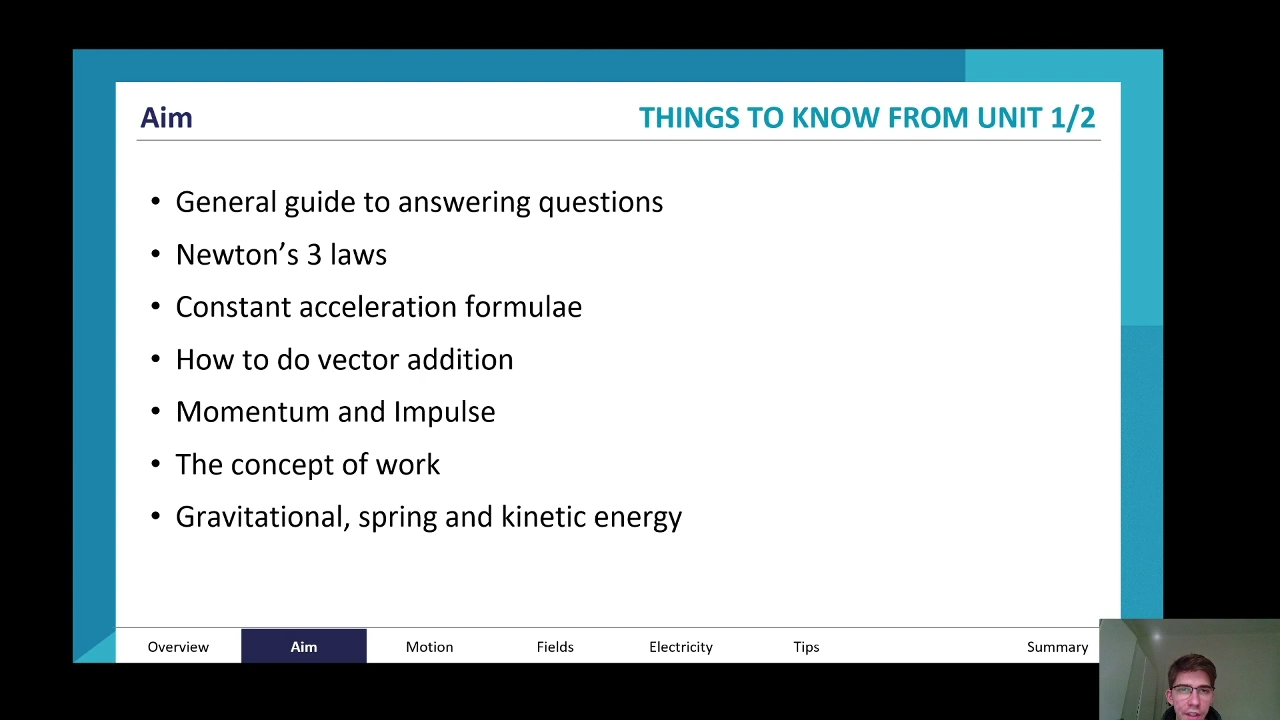 Aim
THINGS TO KNOW FROM UNIT 1/2
• General guide to answering questions
• Newton’s 3 laws
• Constant acceleration formulae
• How to do vector addition
• Momentum and Impulse
• The concept of work
• Gravitational, spring and kinetic energy
Overview Aim Motion Fields Electricity Tips Summary